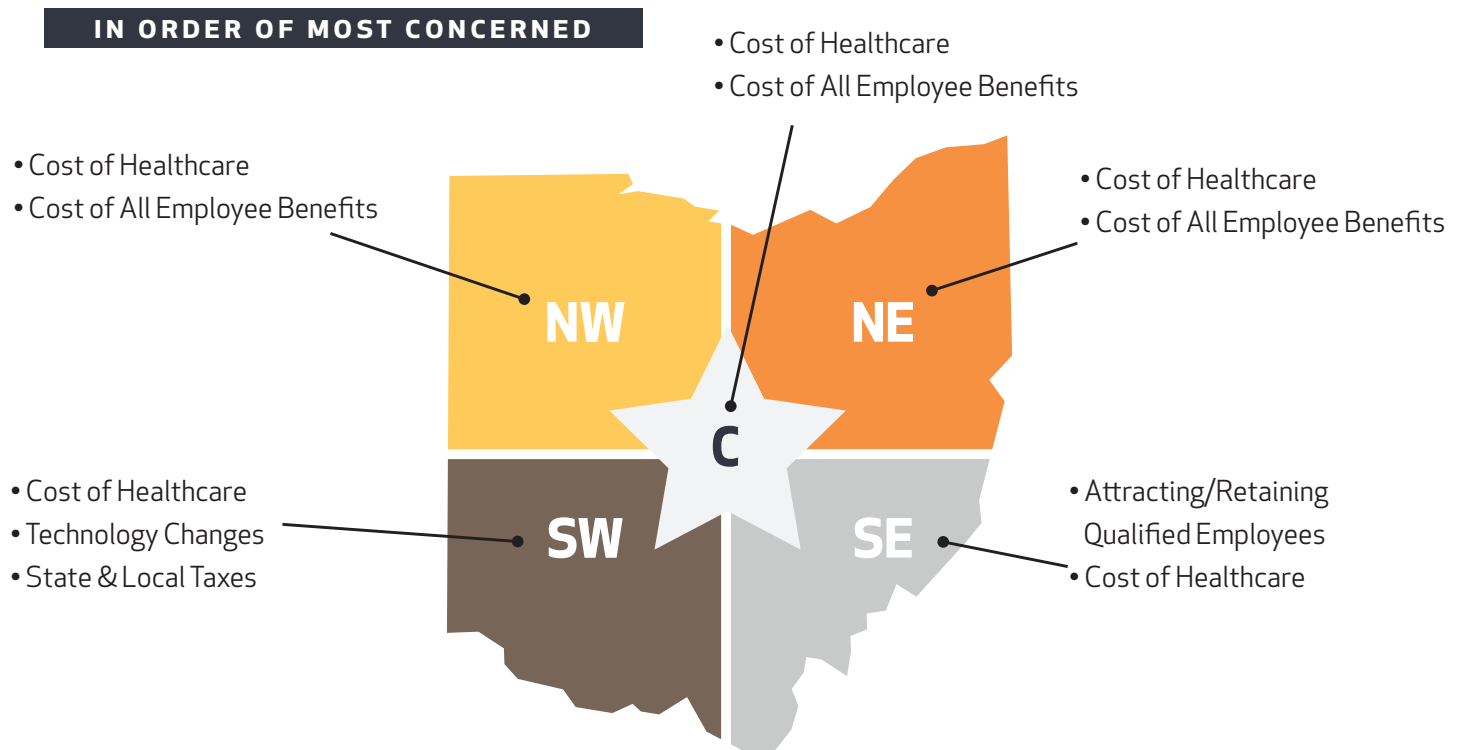 IN ORDER OF MOST CONCERNED
• Cost of Healthcare
• Cost of All Employee Benefits
• Cost of Healthcare
• Cost of All Employee Benefits
• Cost of Healthcare
• Cost of All Employee Benefits
NW
NE
C
• Cost of Healthcare
• Technology Changes
• State & Local Taxes
SW
SE
• Attracting/Retaining
Qualified Employees
• Cost of Healthcare